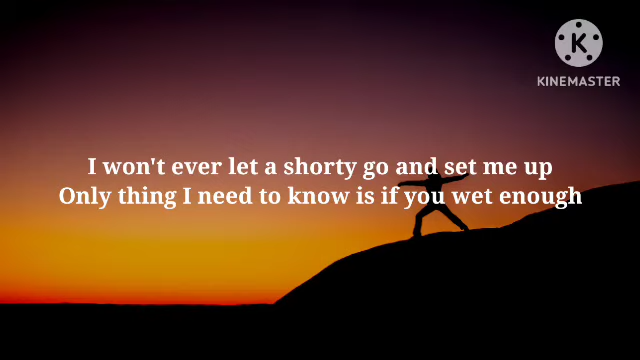 K
KINEMASTER
I won't ever let a shorty go and set me up
Only thing I need to know is if you wet enough